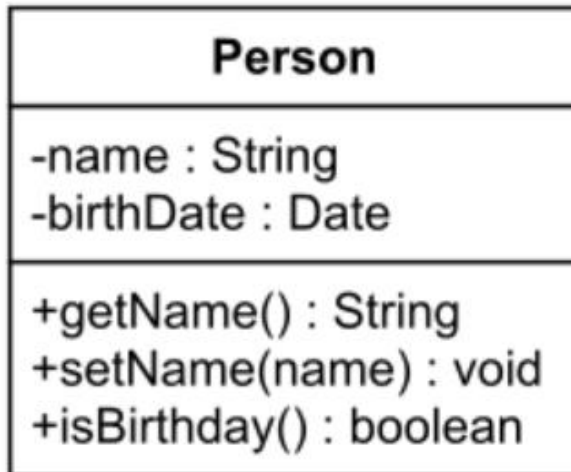 Person
-name : String
-birthDate : Date
+getName() : String
+setName(name) : void
+isBirthday() : boolean